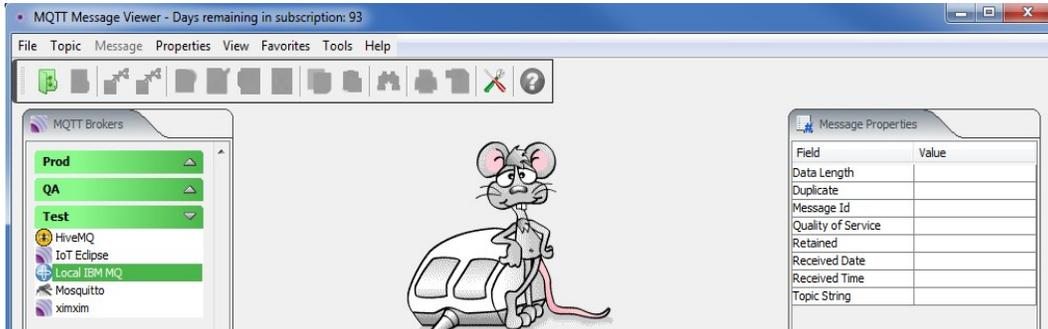 MQTT Message Viewer - Days remaining in subscription: 93
File Topic Message Properties View Favorites Tools Help
MQTT Brokers
Prod
QA
Test
HiveMQ
IoT Eclipse
Local IBM MQ
Mosquitto
ximxim
Message Properties
Field Value
Data Length
Duplicate
Message Id
Quality of Service
Retained
Received Date
Received Time
Topic String